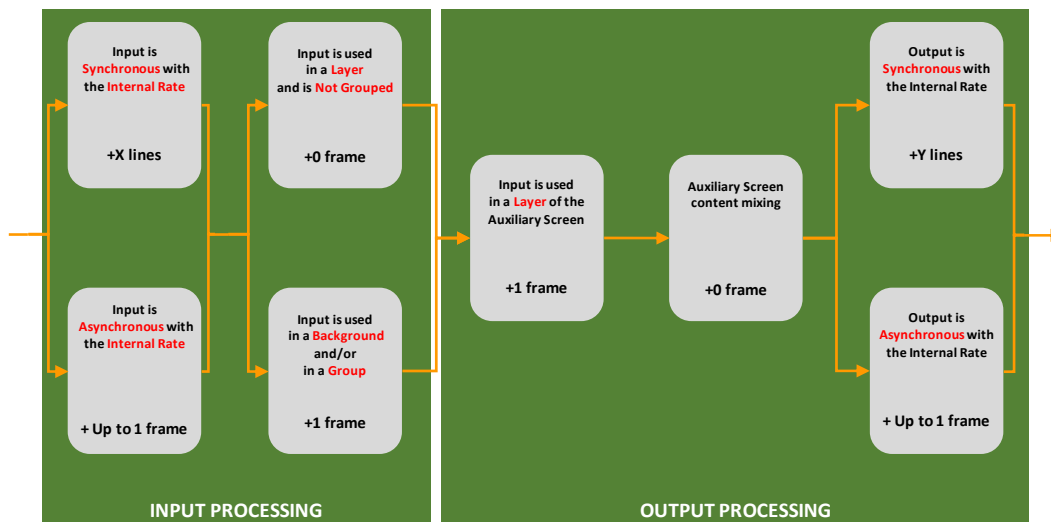 Input is
Synchronous with
the Internal Rate
+X lines
Input is
Asynchronous with
the Internal Rate
+ Up to 1 frame
Input is used
in a Layer
and is Not Grouped
+0 frame
Input is used
in a Background
and/or
in a Group
+1 frame
INPUT PROCESSING
Input is used
in a Layer of the
Auxiliary Screen
+1 frame
Auxiliary Screen
content mixing
+0 frame
Output is
Synchronous with
the Internal Rate
+Y lines
Output is
Asynchronous with
the Internal Rate
+ Up to 1 frame
OUTPUT PROCESSING